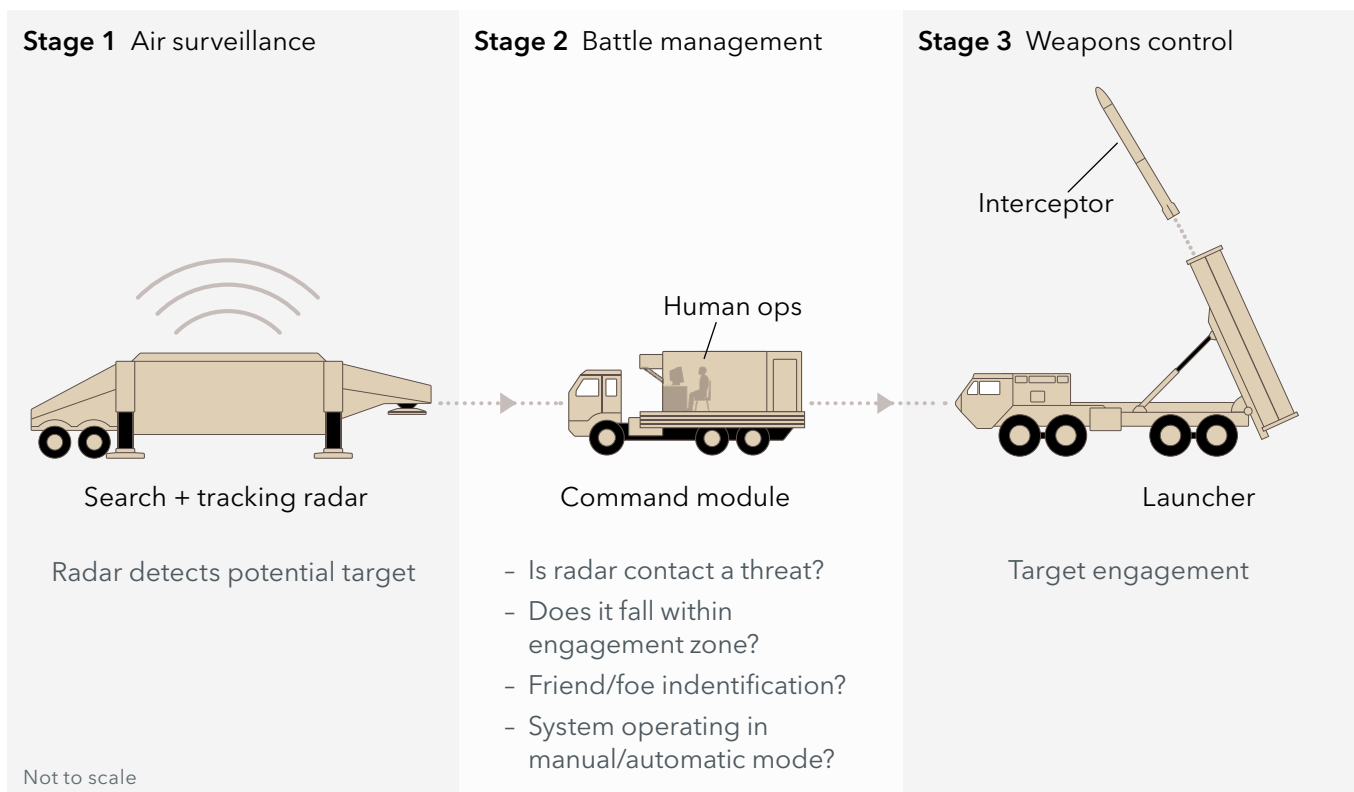 Stage 1 Air surveillance
Stage 2 Battle management
Stage 3 Weapons control
Interceptor
Human ops
Search + tracking radar
Command module
Launcher
Radar detects potential target
– Is radar contact a threat?
– Does it fall within
engagement zone?
– Friend/foe indentification?
– System operating in
manual/automatic mode?
Target engagement
Not to scale